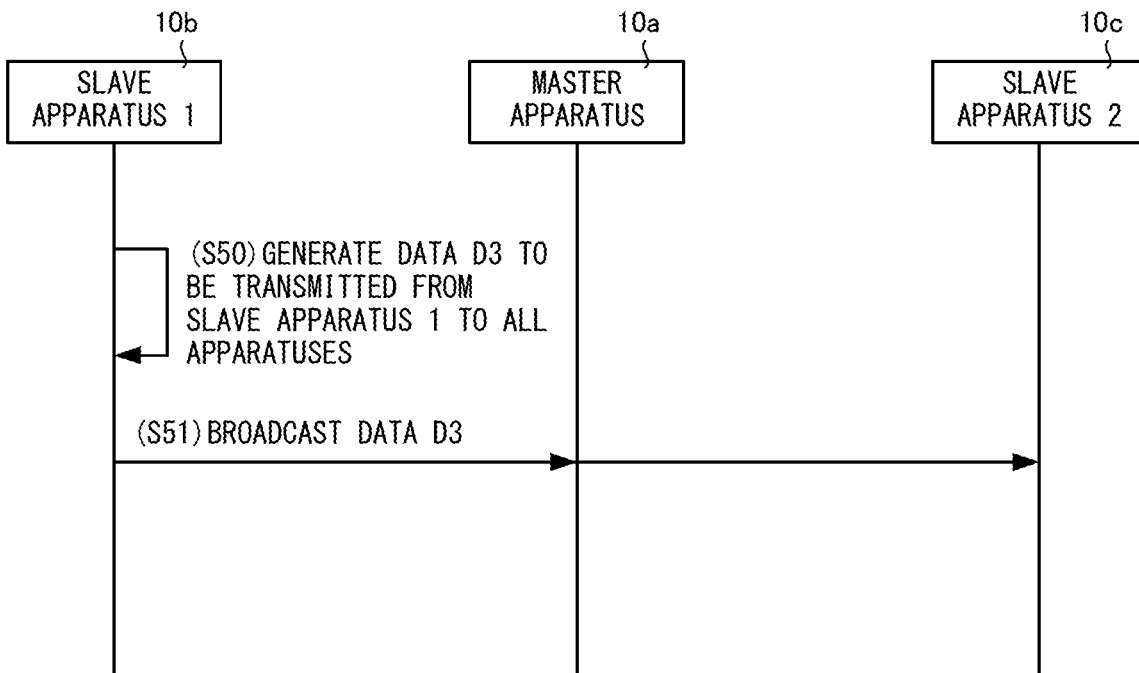 10b
10a
10c
SLAVE
APPARATUS 1
MASTER
APPARATUS
SLAVE
APPARATUS 2
(S50)GENERATE DATA D3 TO
BE TRANSMITTED FROM
SLAVE APPARATUS 1 TO ALL
APPARATUSES
(S51)BROADCAST DATA D3